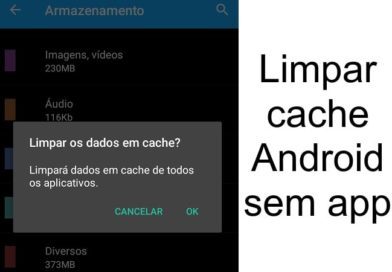 Armazenamento
Imagens, vídeos
230MB
Áudio
116Kb
Limpar os dados em cache?
Limpará dados em cache de todos
os aplicativos.
CANCELAR OK
Diversos
373MB
Limpar
cache
Android
sem app